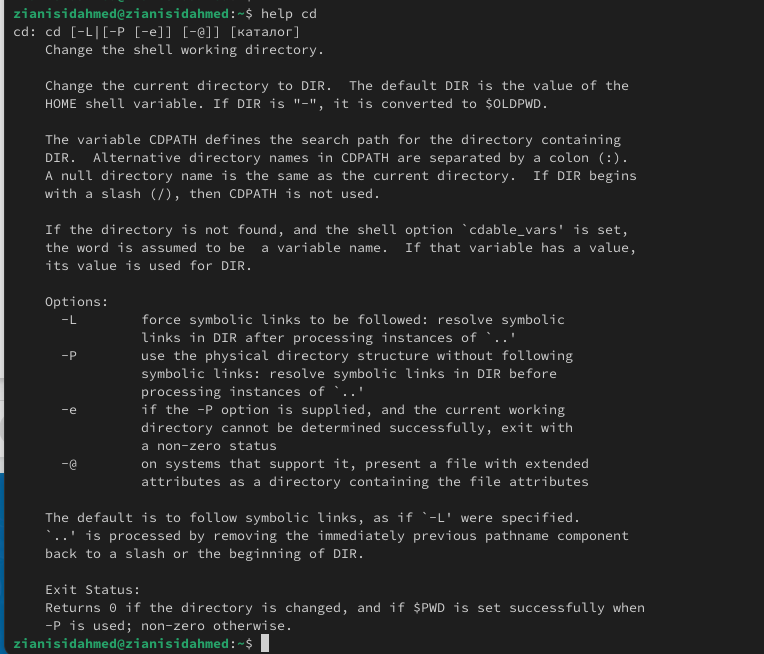 zianisidahmed@zianisidahmed:~$ help cd
cd: cd [-L|[-P [-e]] [-@]] [каталог]
    Change the shell working directory.

    Change the current directory to DIR.  The default DIR is the value of the
    HOME shell variable. If DIR is "-", it is converted to $OLDPWD.

    The variable CDPATH defines the search path for the directory containing
    DIR.  Alternative directory names in CDPATH are separated by a colon (:).
    A null directory name is the same as the current directory.  If DIR begins
    with a slash (/), then CDPATH is not used.

    If the directory is not found, and the shell option `cdable_vars' is set,
    the word is assumed to be  a variable name.  If that variable has a value,
    its value is used for DIR.

    Options:
      -L        force symbolic links to be followed: resolve symbolic
                links in DIR after processing instances of `..'
      -P        use the physical directory structure without following
                symbolic links: resolve symbolic links in DIR before
                processing instances of `..'
      -e        if the -P option is supplied, and the current working
                directory cannot be determined successfully, exit with
                a non-zero status
      -@        on systems that support it, present a file with extended
                attributes as a directory containing the file attributes

    The default is to follow symbolic links, as if `-L' were specified.
    `..' is processed by removing the immediately previous pathname component
    back to a slash or the beginning of DIR.

    Exit Status:
    Returns 0 if the directory is changed, and if $PWD is set successfully when
    -P is used; non-zero otherwise.
zianisidahmed@zianisidahmed:~$